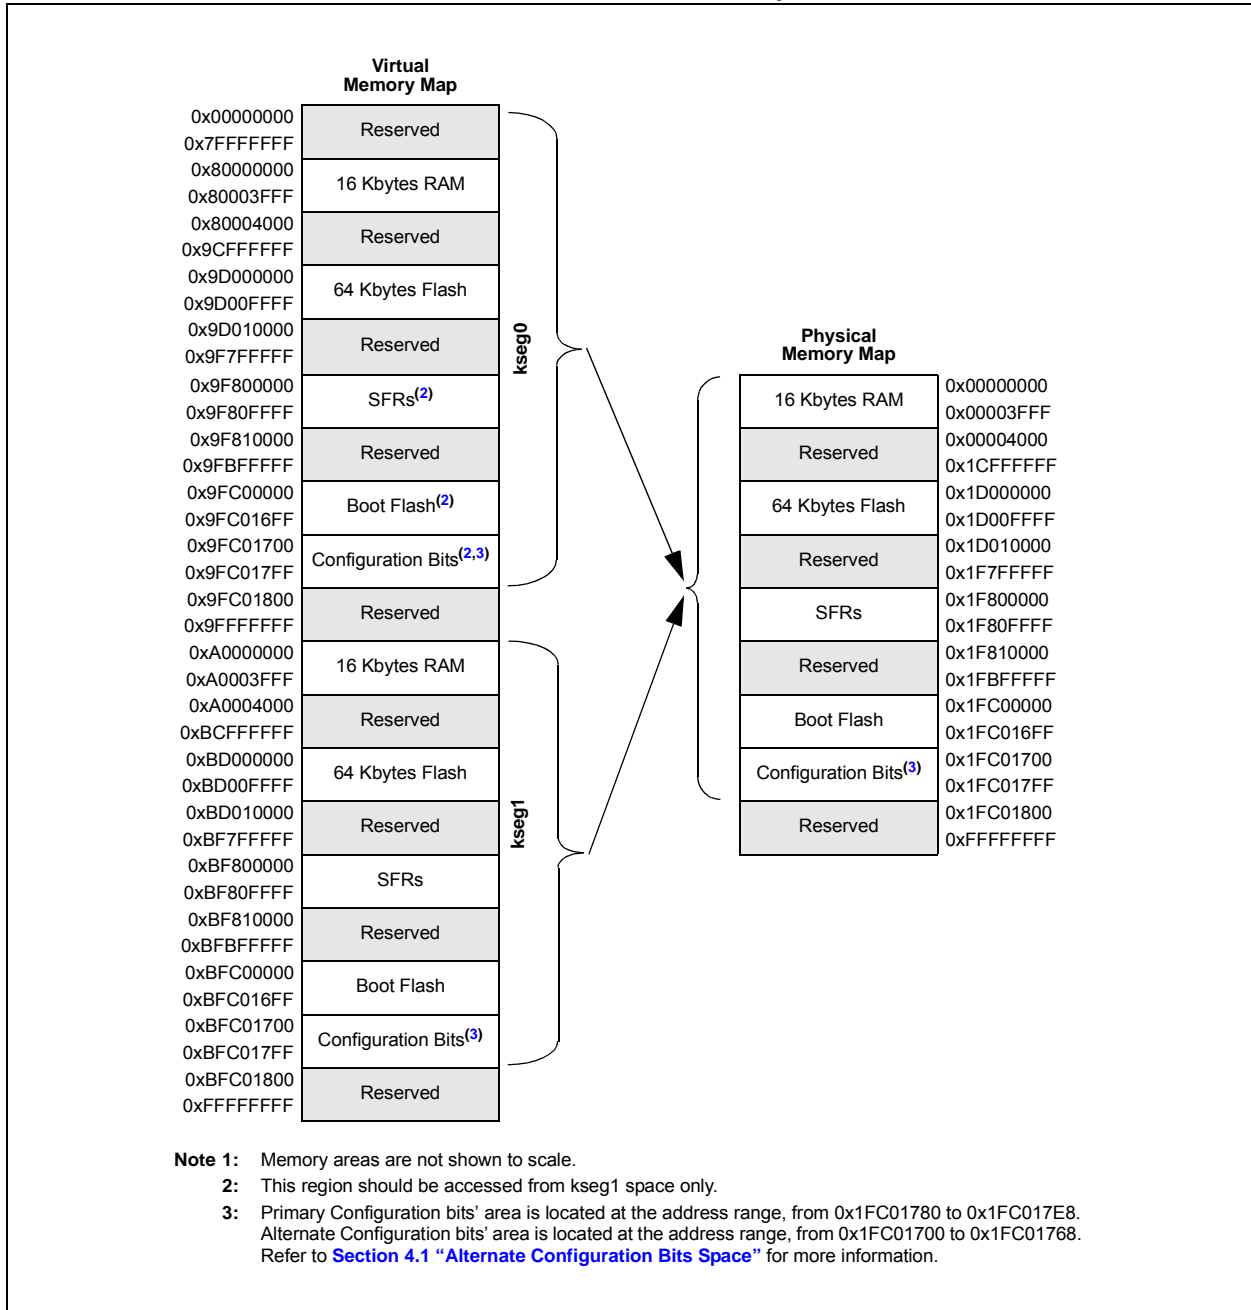 Virtual
Memory Map
0x00000000
Reserved
0x7FFFFFFF
0x80000000
16 Kbytes RAM
0x80003FFF
0x80004000
Reserved
0x9CFFFFFF
0x9D000000
64 Kbytes Flash
0x9D00FFFF
0x9D010000
Reserved
0x9F7FFFFF
0x9F800000
SFRs(2)
0x9F80FFFF
0x9F810000
Reserved
0x9FBFFFFF
0x9FC00000
Boot Flash(2)
0x9FC016FF
0x9FC01700
Configuration Bits(2,3)
0x9FC017FF
0x9FC01800
Reserved
0x9FFFFFFF
0xA0000000
16 Kbytes RAM
0xA0003FFF
0xA0004000
Reserved
0xBCFFFFFF
0xBD000000
64 Kbytes Flash
0xBD00FFFF
0xBD010000
Reserved
0xBF7FFFFF
0xBF800000
SFRs
0xBF80FFFF
0xBF810000
Reserved
0xBFBFFFFF
0xBFC00000
Boot Flash
0xBFC016FF
0xBFC01700
Configuration Bits(3)
0xBFC017FF
0xBFC01800
Reserved
0xFFFFFFFF
kseg0
kseg1
Physical
Memory Map
16 Kbytes RAM
0x00000000
0x00003FFF
Reserved
0x00004000
0x1CFFFFFF
64 Kbytes Flash
0x1D000000
0x1D00FFFF
Reserved
0x1D010000
0x1F7FFFFF
SFRs
0x1F800000
0x1F80FFFF
Reserved
0x1F810000
0x1FBFFFFF
Boot Flash
0x1FC00000
0x1FC016FF
Configuration Bits(3)
0x1FC01700
0x1FC017FF
Reserved
0x1FC01800
0xFFFFFFFF
Note 1: Memory areas are not shown to scale.
2: This region should be accessed from kseg1 space only.
3: Primary Configuration bits' area is located at the address range, from 0x1FC01780 to 0x1FC017E8.
Alternate Configuration bits' area is located at the address range, from 0x1FC01700 to 0x1FC01768.
Refer to Section 4.1 “Alternate Configuration Bits Space” for more information.